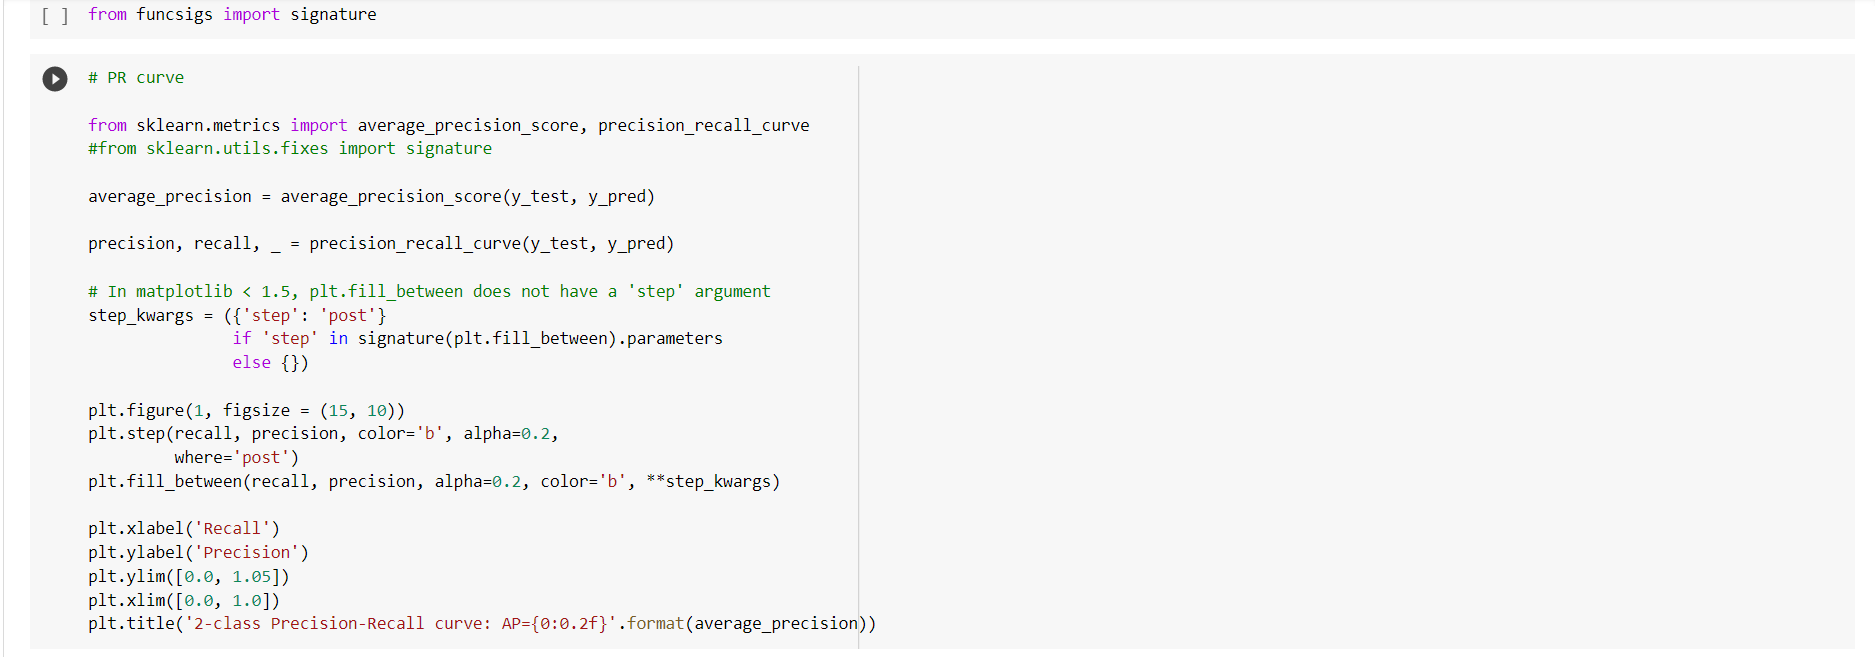 [ ] from funcsigs import signature
# PR curve
from sklearn.metrics import average_precision_score, precision_recall_curve
#from sklearn.utils.fixes import signature
average_precision = average_precision_score(y_test, y_pred)
precision, recall, _ = precision_recall_curve(y_test, y_pred)
# In matplotlib < 1.5, plt.fill_between does not have a 'step' argument
step_kwargs = ({'step': 'post'}
               if 'step' in signature(plt.fill_between).parameters
               else {})
plt.figure(1, figsize = (15, 10))
plt.step(recall, precision, color='b', alpha=0.2,
         where='post')
plt.fill_between(recall, precision, alpha=0.2, color='b', **step_kwargs)
plt.xlabel('Recall')
plt.ylabel('Precision')
plt.ylim([0.0, 1.05])
plt.xlim([0.0, 1.0])
plt.title('2-class Precision-Recall curve: AP={0:0.2f}'.format(average_precision))